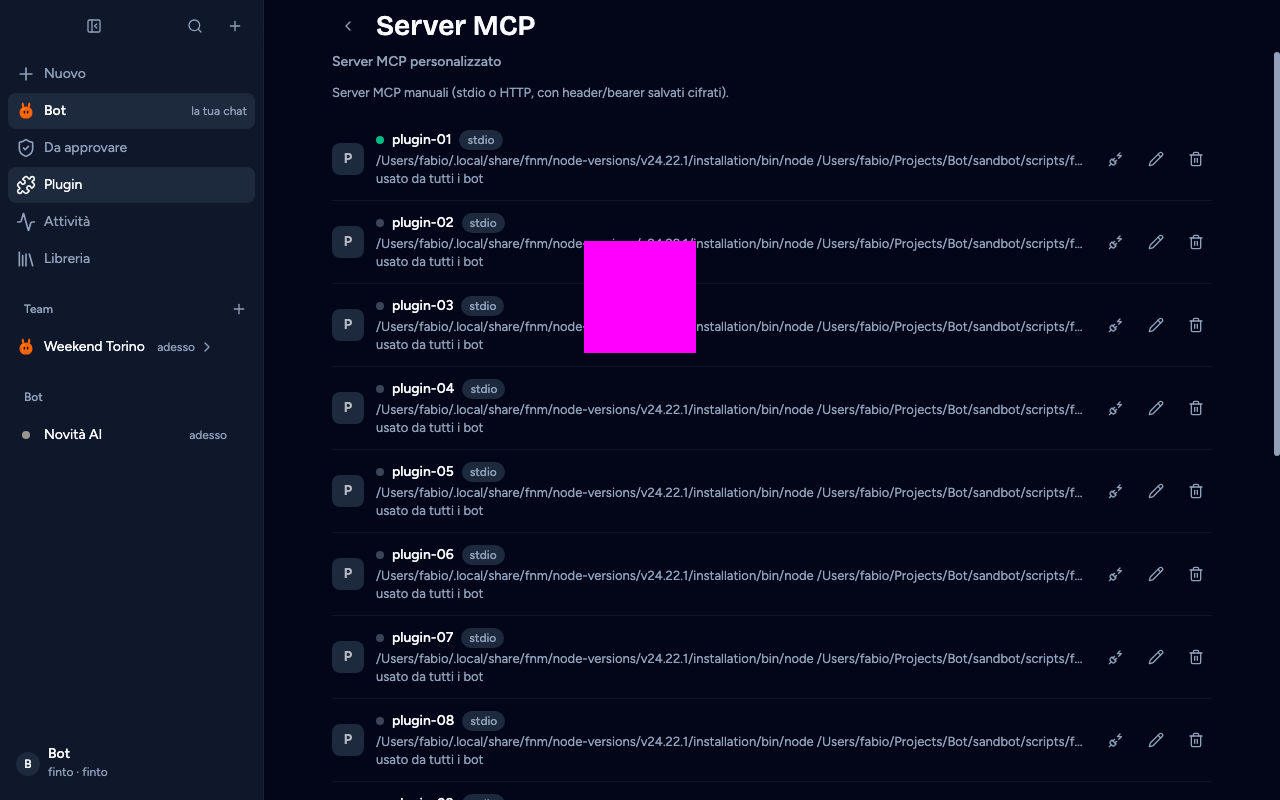 Server MCP
Server MCP personalizzato
Server MCP manuali (stdio o HTTP, con header/bearer salvati cifrati).
Nuovo
Bot la tua chat
Da approvare
Plugin
Attività
Libreria
Team
Weekend Torino adesso
Bot
Novità AI adesso
B
Bot
finto · finto
P
plugin-01 stdio
/Users/fabio/.local/share/fnm/node-versions/v24.22.1/installation/bin/node /Users/fabio/Projects/Bot/sandbot/scripts/f...
usato da tutti i bot
P
plugin-02 stdio
/Users/fabio/.local/share/fnm/node-versions/v24.22.1/installation/bin/node /Users/fabio/Projects/Bot/sandbot/scripts/f...
usato da tutti i bot
P
plugin-03 stdio
/Users/fabio/.local/share/fnm/node- nstallation/bin/node /Users/fabio/Projects/Bot/sandbot/scripts/f...
usato da tutti i bot
P
plugin-04 stdio
/Users/fabio/.local/share/fnm/node-versions/v24.22.1/installation/bin/node /Users/fabio/Projects/Bot/sandbot/scripts/f...
usato da tutti i bot
P
plugin-05 stdio
/Users/fabio/.local/share/fnm/node-versions/v24.22.1/installation/bin/node /Users/fabio/Projects/Bot/sandbot/scripts/f...
usato da tutti i bot
P
plugin-06 stdio
/Users/fabio/.local/share/fnm/node-versions/v24.22.1/installation/bin/node /Users/fabio/Projects/Bot/sandbot/scripts/f...
usato da tutti i bot
P
plugin-07 stdio
/Users/fabio/.local/share/fnm/node-versions/v24.22.1/installation/bin/node /Users/fabio/Projects/Bot/sandbot/scripts/f...
usato da tutti i bot
P
plugin-08 stdio
/Users/fabio/.local/share/fnm/node-versions/v24.22.1/installation/bin/node /Users/fabio/Projects/Bot/sandbot/scripts/f...
usato da tutti i bot